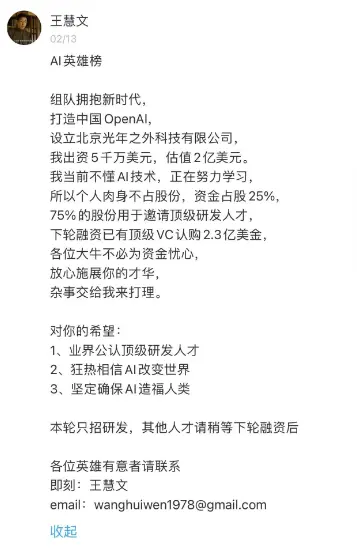 王慧文
02/13
AI英雄榜
组队拥抱新时代，
打造中国OpenAI，
设立北京光年之外科技有限公司，
我出资5千万美元，估值2亿美元。
我当前不懂AI技术，正在努力学习，
所以个人肉身不占股份，资金占股25%，
75%的股份用于邀请顶级研发人才，
下轮融资已有顶级VC认购2.3亿美金，
各位大牛不必为资金忧心，
放心施展你的才华，
杂事交给我来打理。
对你的希望：
1、业界公认顶级研发人才
2、狂热相信AI改变世界
3、坚定确保AI造福人类
本轮只招研发，其他人才请稍等下轮融资后
各位英雄有意者请联系
即刻：王慧文
email：wanghuiwen1978@gmail.com
收起